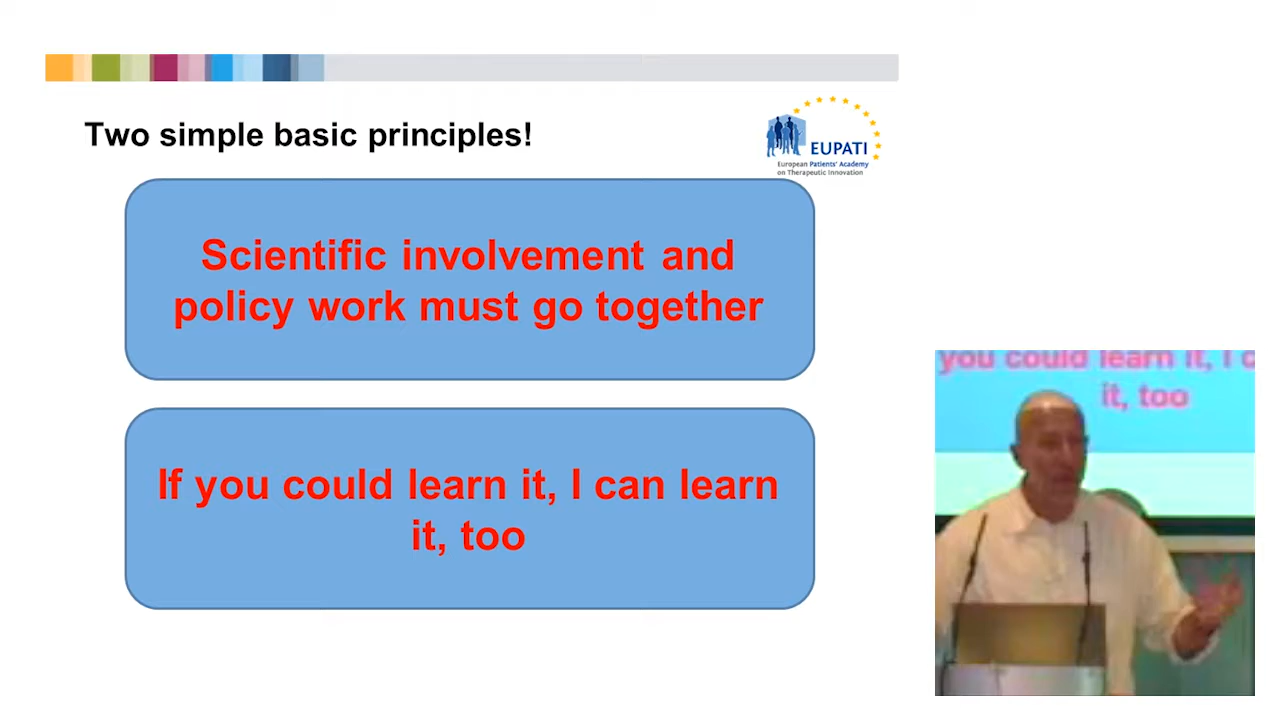 Two simple basic principles!
EUPATI
European Patients' Academy
on Therapeutic Innovation
Scientific involvement and
policy work must go together
If you could learn it, I can learn
it, too
you could learn it, I c
it, too